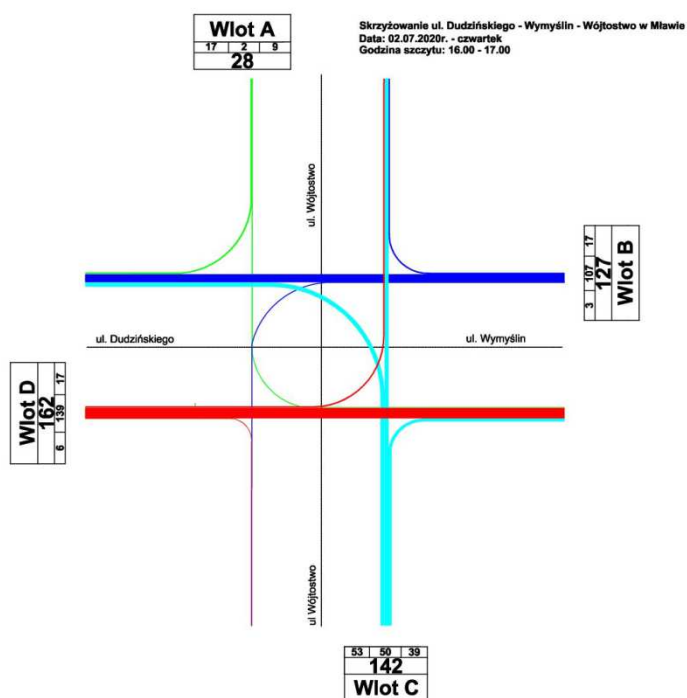 Wlot A
17 2 9
28
Skrzyżowanie ul. Dudzińskiego - Wymyślin - Wójtostwo w Mławie
Data: 02.07.2020r. - czwartek
Godzina szczytu: 16.00 - 17.00
ul. Wójtostwo
3 107 17
127
Wlot B
ul. Dudzińskiego
ul. Wymyślin
Wlot D
162
6 139 17
ul Wójtostwo
53 50 39
142
Wlot C